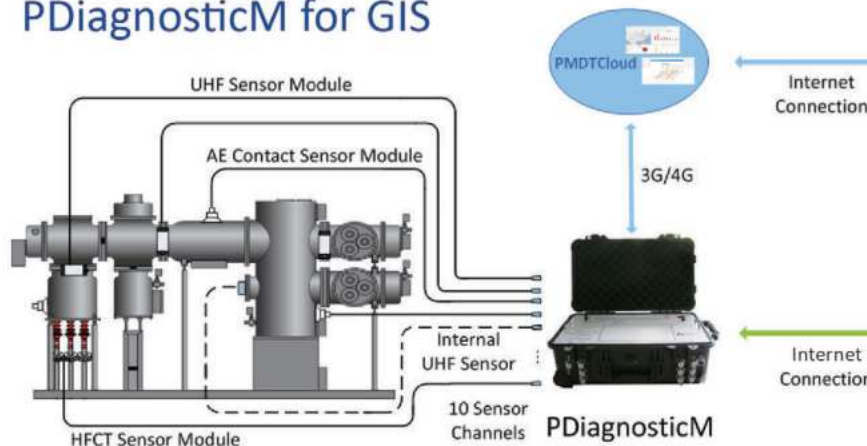 PDiagnosticM for GIS
UHF Sensor Module
AE Contact Sensor Module
PMDTCloud
Internet
Connection
3G/4G
Internal
UHF Sensor
Internet
Connection
10 Sensor
Channels
PDiagnosticM
HFCT Sensor Module